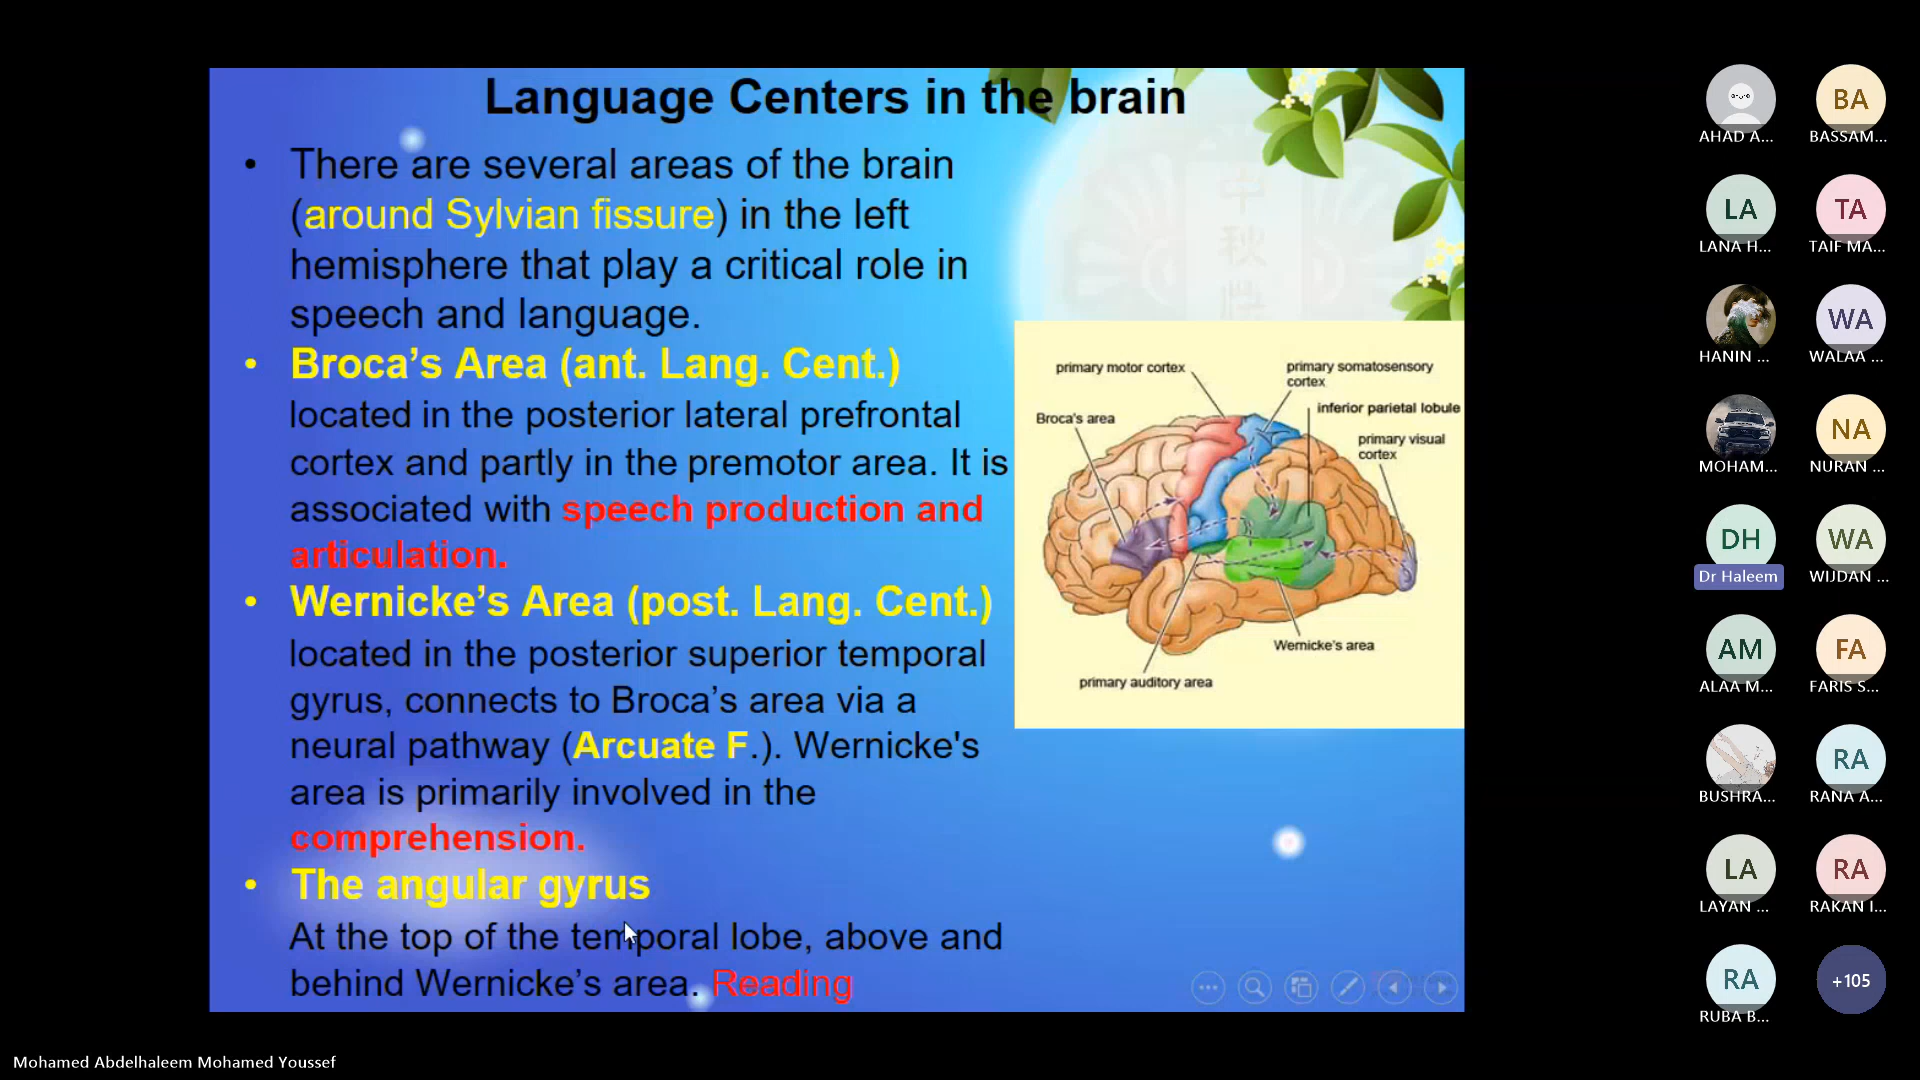 Language Centers in the brain
• There are several areas of the brain
(around Sylvian fissure) in the left
hemisphere that play a critical role in
speech and language.
• Broca’s Area (ant. Lang. Cent.)
located in the posterior lateral prefrontal
cortex and partly in the premotor area. It is
associated with speech production and
articulation.
• Wernicke’s Area (post. Lang. Cent.)
located in the posterior superior temporal
gyrus, connects to Broca’s area via a
neural pathway (Arcuate F.). Wernicke's
area is primarily involved in the
comprehension.
• The angular gyrus
At the top of the temporal lobe, above and
behind Wernicke’s area. Reading
中
秋
primary motor cortex
primary somatosensory
cortex
inferior parietal lobule
Broca's area
primary visual
cortex
Wernicke's area
primary auditory area
AHAD A...
BA
BASSAM...
LA
LANA H...
TA
TAIF MA...
HANIN ...
WA
WALAA ...
MOHAM...
NA
NURAN ...
DH
Dr Haleem
WA
WIJDAN ...
AM
ALAA M...
FA
FARIS S...
BUSHRA...
RA
RANA A...
LA
LAYAN ...
RA
RAKAN I...
RA
RUBA B...
+105
Mohamed Abdelhaleem Mohamed Youssef